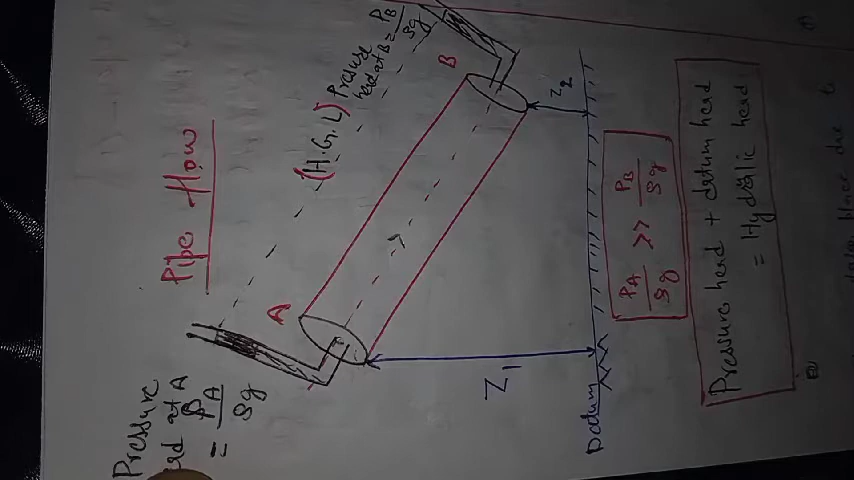 Pipe flow
Pressure
head at A
= PA/ρg
A
(H.G.L)
Pressure
head at B = PB/ρg
B
Z1
Z2
Datum
PA/ρg >> PB/ρg
Pressure head + datum head
= Hydralic head